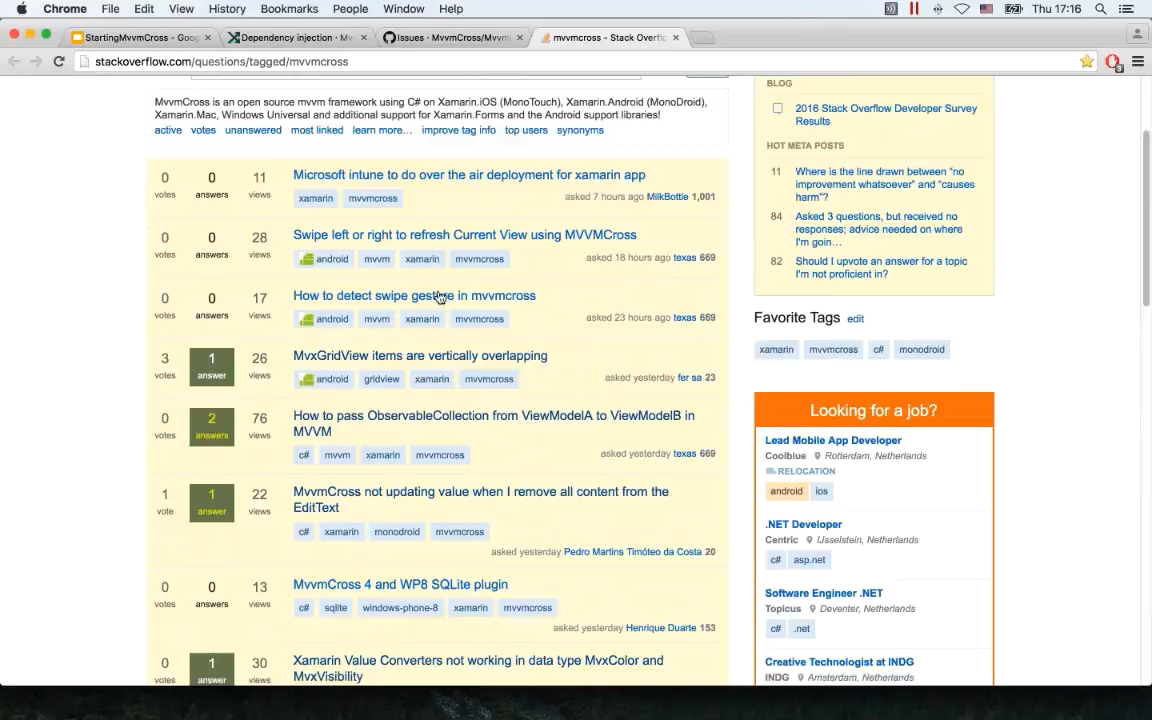 Chrome File Edit View History Bookmarks People Window Help Thu 17:16
StartingMvvmCross - Goog Dependency injection - Mv Issues · MvvmCross/Mvvm mvvmcross - Stack Overflo
stackoverflow.com/questions/tagged/mvvmcross
MvvmCross is an open source mvvm framework using C# on Xamarin.iOS (MonoTouch), Xamarin.Android (MonoDroid),
Xamarin.Mac, Windows Universal and additional support for Xamarin.Forms and the Android support libraries!
active votes unanswered most linked learn more… improve tag info top users synonyms
0 votes 0 answers 11 views
Microsoft intune to do over the air deployment for xamarin app
xamarin mvvmcross
asked 7 hours ago MilkBottle 1,001
0 votes 0 answers 28 views
Swipe left or right to refresh Current View using MVVMCross
android mvvm xamarin mvvmcross
asked 18 hours ago texas 669
0 votes 0 answers 17 views
How to detect swipe gesture in mvvmcross
android mvvm xamarin mvvmcross
asked 23 hours ago texas 669
3 votes 1 answer 26 views
MvxGridView items are vertically overlapping
android gridview xamarin mvvmcross
asked yesterday fer sa 23
0 votes 2 answers 76 views
How to pass ObservableCollection from ViewModelA to ViewModelB in
MVVM
c# mvvm xamarin mvvmcross
asked yesterday texas 669
1 vote 1 answer 22 views
MvvmCross not updating value when I remove all content from the
EditText
c# xamarin monodroid mvvmcross
asked yesterday Pedro Martins Timóteo da Costa 20
0 votes 0 answers 13 views
MvvmCross 4 and WP8 SQLite plugin
c# sqlite windows-phone-8 xamarin mvvmcross
asked yesterday Henrique Duarte 153
0 votes 1 answer 30 views
Xamarin Value Converters not working in data type MvxColor and
MvxVisibility
BLOG
2016 Stack Overflow Developer Survey
Results
HOT META POSTS
11 Where is the line drawn between “no
improvement whatsoever” and “causes
harm”?
84 Asked 3 questions, but received no
responses; advice needed on where
I'm goin…
82 Should I upvote an answer for a topic
I'm not proficient in?
Favorite Tags edit
xamarin mvvmcross c# monodroid
Looking for a job?
Lead Mobile App Developer
Coolblue Rotterdam, Netherlands
RELOCATION
android ios
.NET Developer
Centric IJsselstein, Netherlands
c# asp.net
Software Engineer .NET
Topicus Deventer, Netherlands
c# .net
Creative Technologist at INDG
INDG Amsterdam, Netherlands